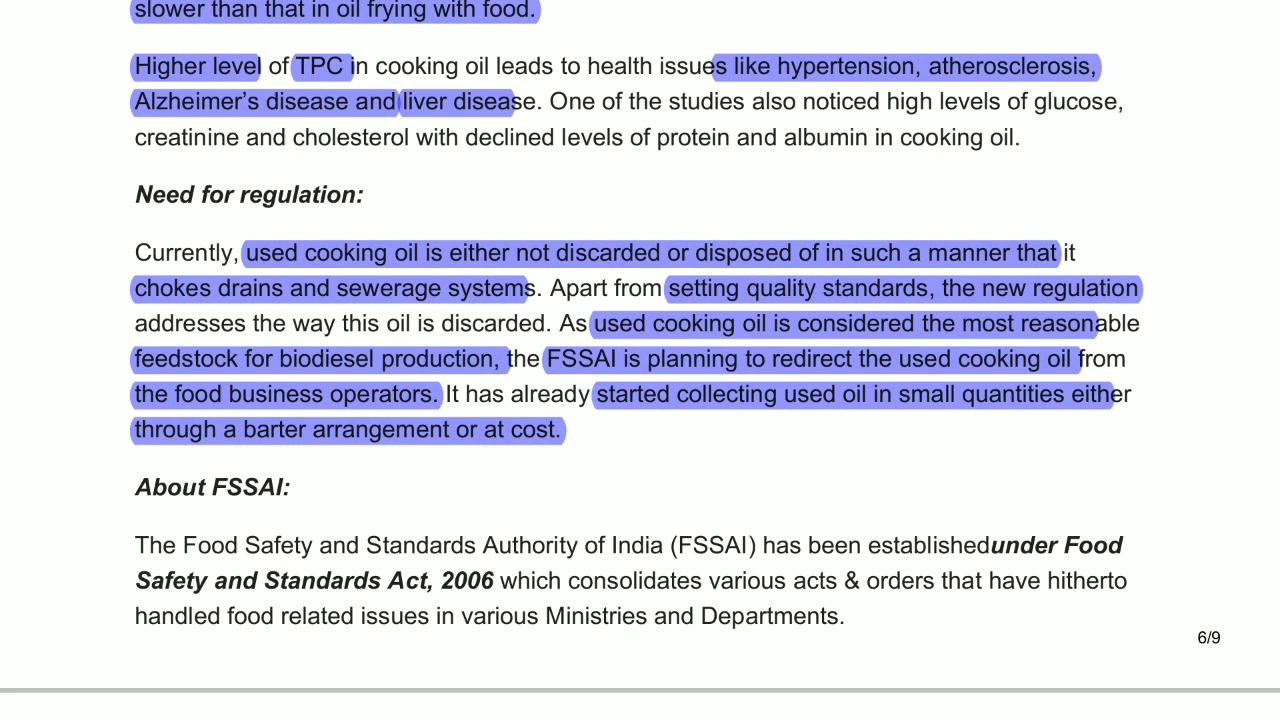 slower than that in oil frying with food.
Higher level of TPC in cooking oil leads to health issues like hypertension, atherosclerosis,
Alzheimer’s disease and liver disease. One of the studies also noticed high levels of glucose,
creatinine and cholesterol with declined levels of protein and albumin in cooking oil.
Need for regulation:
Currently, used cooking oil is either not discarded or disposed of in such a manner that it
chokes drains and sewerage systems. Apart from setting quality standards, the new regulation
addresses the way this oil is discarded. As used cooking oil is considered the most reasonable
feedstock for biodiesel production, the FSSAI is planning to redirect the used cooking oil from
the food business operators. It has already started collecting used oil in small quantities either
through a barter arrangement or at cost.
About FSSAI:
The Food Safety and Standards Authority of India (FSSAI) has been establishedunder Food
Safety and Standards Act, 2006 which consolidates various acts & orders that have hitherto
handled food related issues in various Ministries and Departments.
6/9